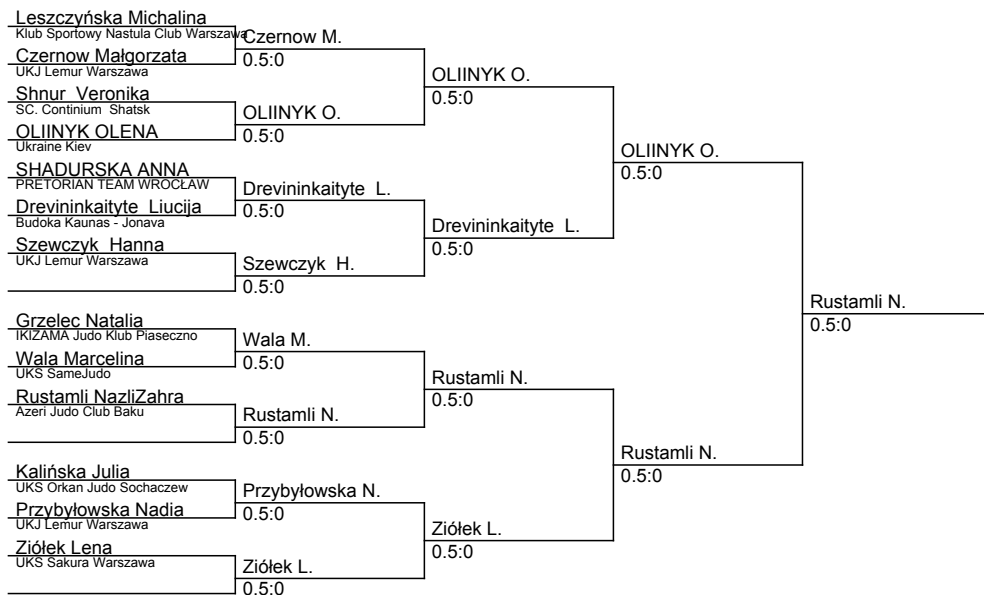 Leszczyńska Michalina
Klub Sportowy Nastula Club Warszawa
Czernow Małgorzata
UKJ Lemur Warszawa
Shnur  Veronika
SC. Continium  Shatsk
OLIINYK OLENA
Ukraine Kiev
SHADURSKA ANNA
PRETORIAN TEAM WROCŁAW
Drevininkaityte  Liucija
Budoka Kaunas - Jonava
Szewczyk  Hanna
UKJ Lemur Warszawa
Grzelec Natalia
IKIZAMA Judo Klub Piaseczno
Wala Marcelina
UKS SameJudo
Rustamli NazliZahra
Azeri Judo Club Baku
Kalińska Julia
UKS Orkan Judo Sochaczew
Przybyłowska Nadia
UKJ Lemur Warszawa
Ziółek Lena
UKS Sakura Warszawa
Czernow M.
0.5:0
OLIINYK O.
0.5:0
Drevininkaityte  L.
0.5:0
Szewczyk  H.
0.5:0
Wala M.
0.5:0
Rustamli N.
0.5:0
Przybyłowska N.
0.5:0
Ziółek L.
0.5:0
OLIINYK O.
0.5:0
Drevininkaityte  L.
0.5:0
Rustamli N.
0.5:0
Ziółek L.
0.5:0
OLIINYK O.
0.5:0
Rustamli N.
0.5:0
Rustamli N.
0.5:0